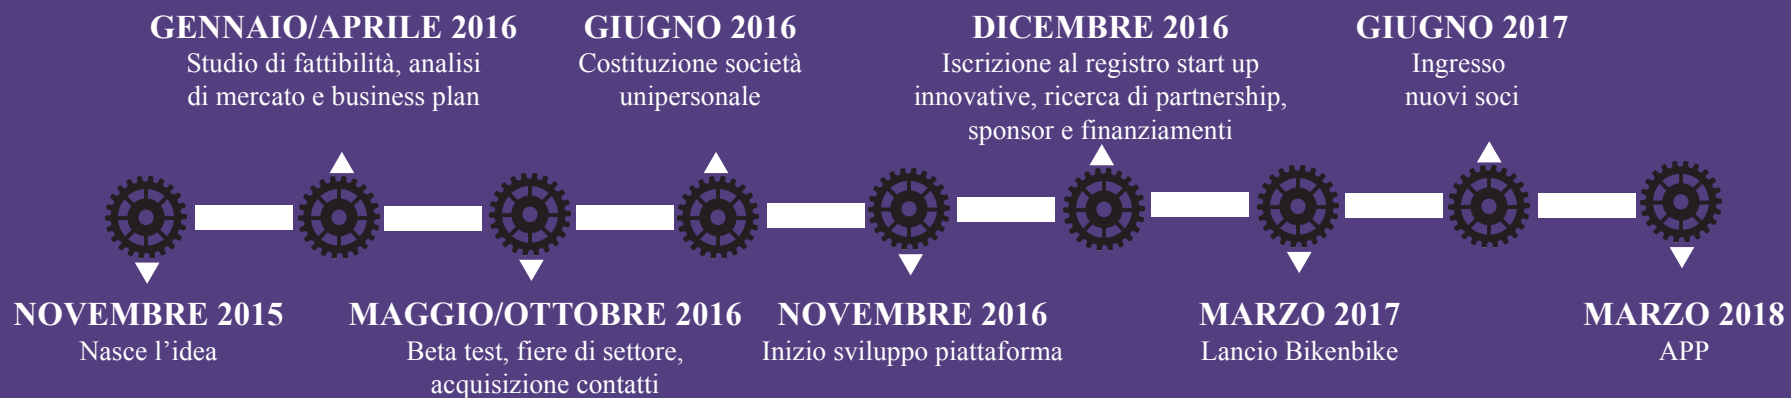 GENNAIO/APRILE 2016
Studio di fattibilità, analisi
di mercato e business plan
GIUGNO 2016
Costituzione società
unipersonale
DICEMBRE 2016
Iscrizione al registro start up
innovative, ricerca di partnership,
sponsor e finanziamenti
GIUGNO 2017
Ingresso
nuovi soci
NOVEMBRE 2015
Nasce l’idea
MAGGIO/OTTOBRE 2016
Beta test, fiere di settore,
acquisizione contatti
NOVEMBRE 2016
Inizio sviluppo piattaforma
MARZO 2017
Lancio Bikenbike
MARZO 2018
APP